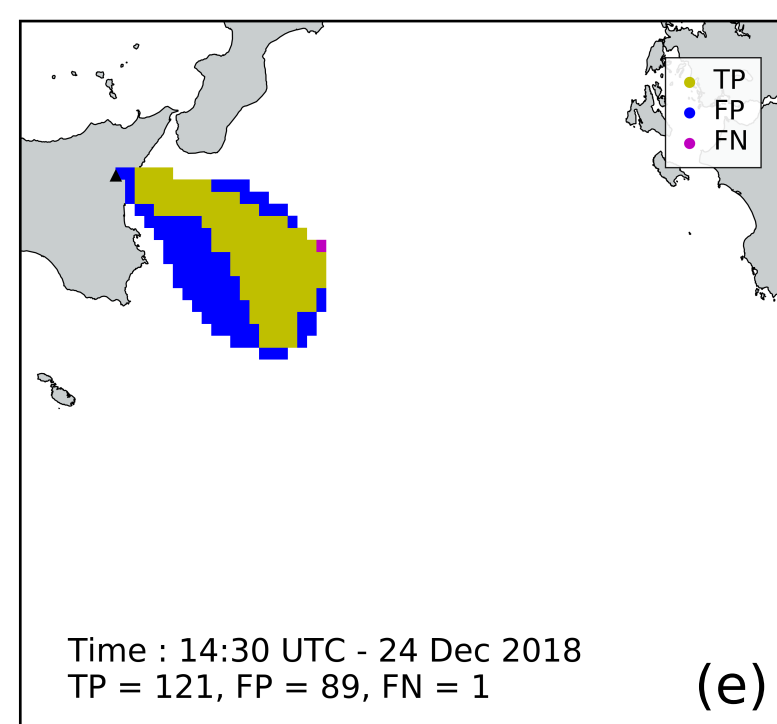 TP
FP
FN
Time : 14:30 UTC - 24 Dec 2018
TP = 121, FP = 89, FN = 1
(e)